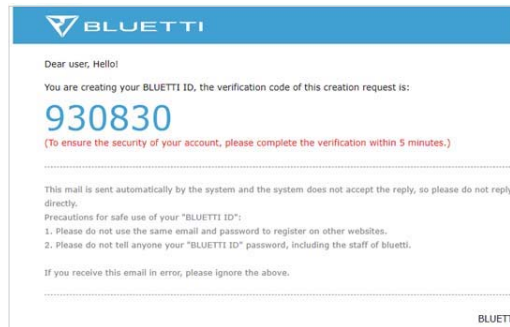 BLUETTI
Dear user, Hello!
You are creating your BLUETTI ID, the verification code of this creation request is:
930830
(To ensure the security of your account, please complete the verification within 5 minutes.)
This mail is sent automatically by the system and the system does not accept the reply, so please do not reply
directly.
Precautions for safe use of your "BLUETTI ID":
1. Please do not use the same email and password to register on other websites.
2. Please do not tell anyone your "BLUETTI ID" password, including the staff of bluetti.
If you receive this email in error, please ignore the above.
BLUETT